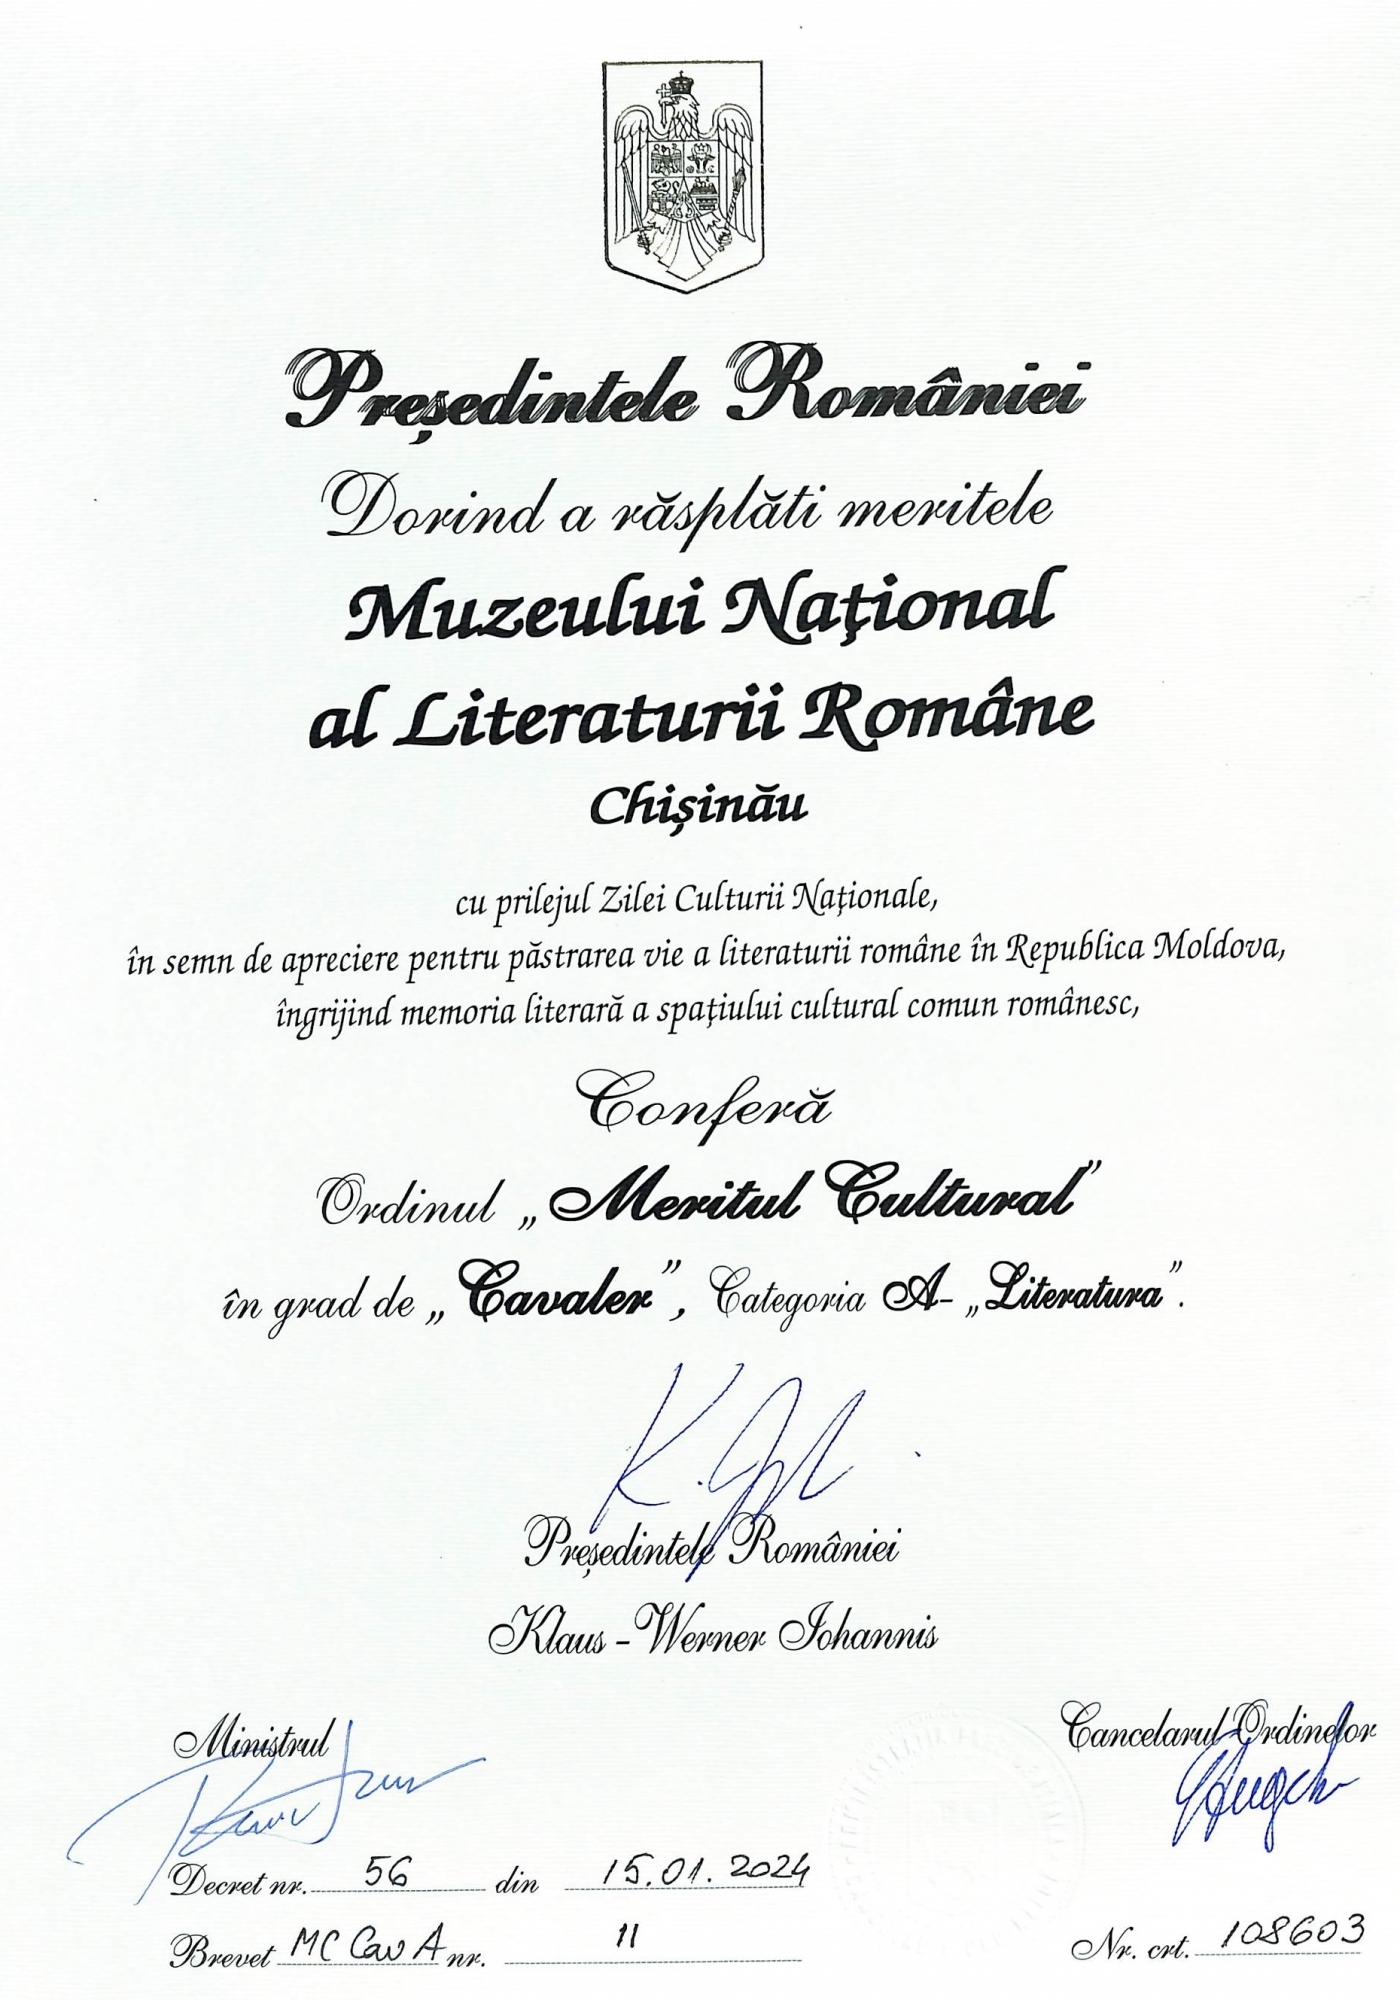 Președintele României
Dorind a răsplăti meritele
Muzeului Naţional
al Literaturii Române
Chișinău
cu prilejul Zilei Culturii Naţionale,
în semn de apreciere pentru păstrarea vie a literaturii române în Republica Moldova,
îngrijind memoria literară a spaţiului cultural comun românesc,
Conferă
Ordinul „Meritul Cultural”
în grad de „Cavaler”, Categoria A- „Literatura”.
Președintele României
Klaus - Werner Iohannis
Ministrul
Cancelarul Ordinelor
Decret nr. 56 din 15.01.2024
Brevet MC Cav A nr. 11
Nr. crt. 108603